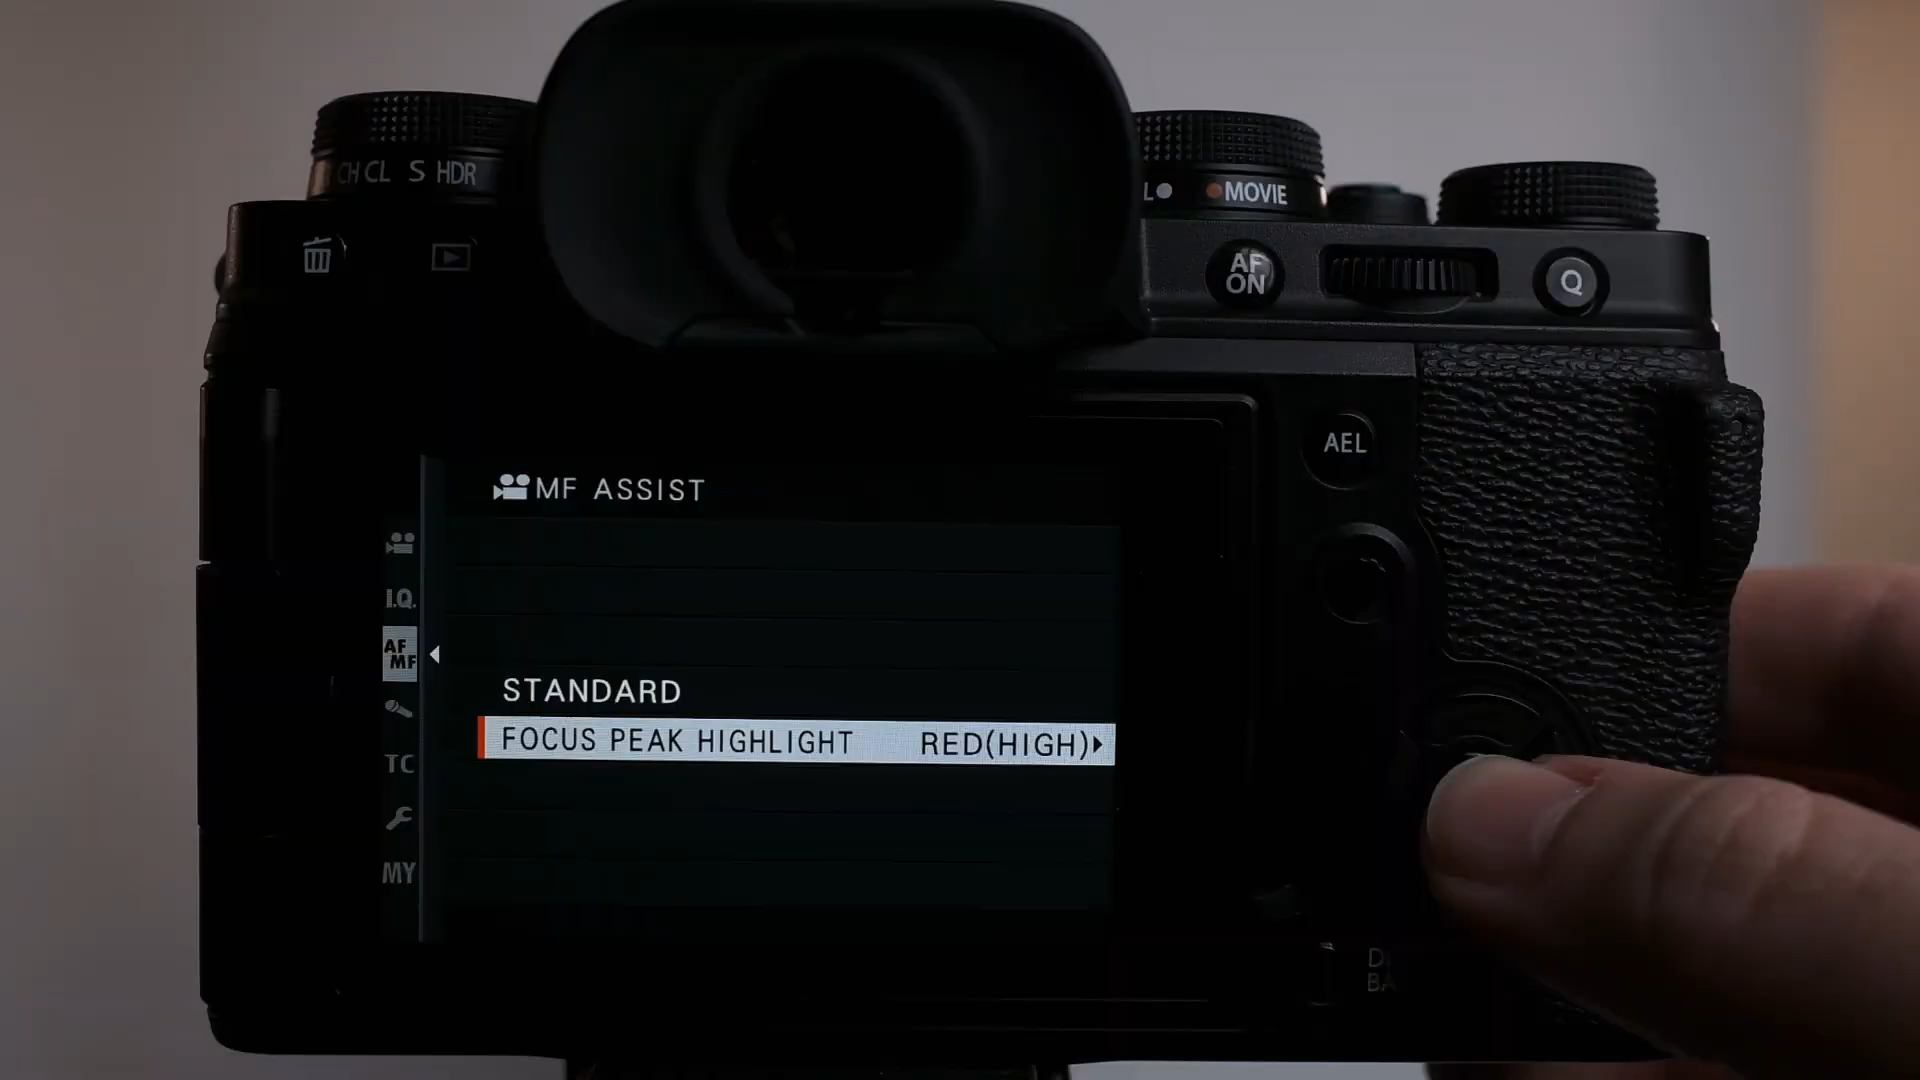 CH CL S HDR
L MOVIE
AF
ON
Q
AEL
MF ASSIST
I.Q.
AF
MF
STANDARD
FOCUS PEAK HIGHLIGHT RED(HIGH)
TC
MY